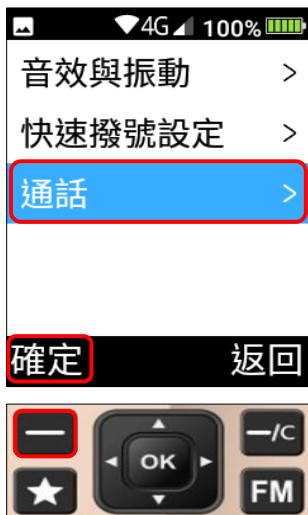 4G 100%
音效與振動 >
快速撥號設定 >
通話 >
確定 返回
—/C
OK
FM